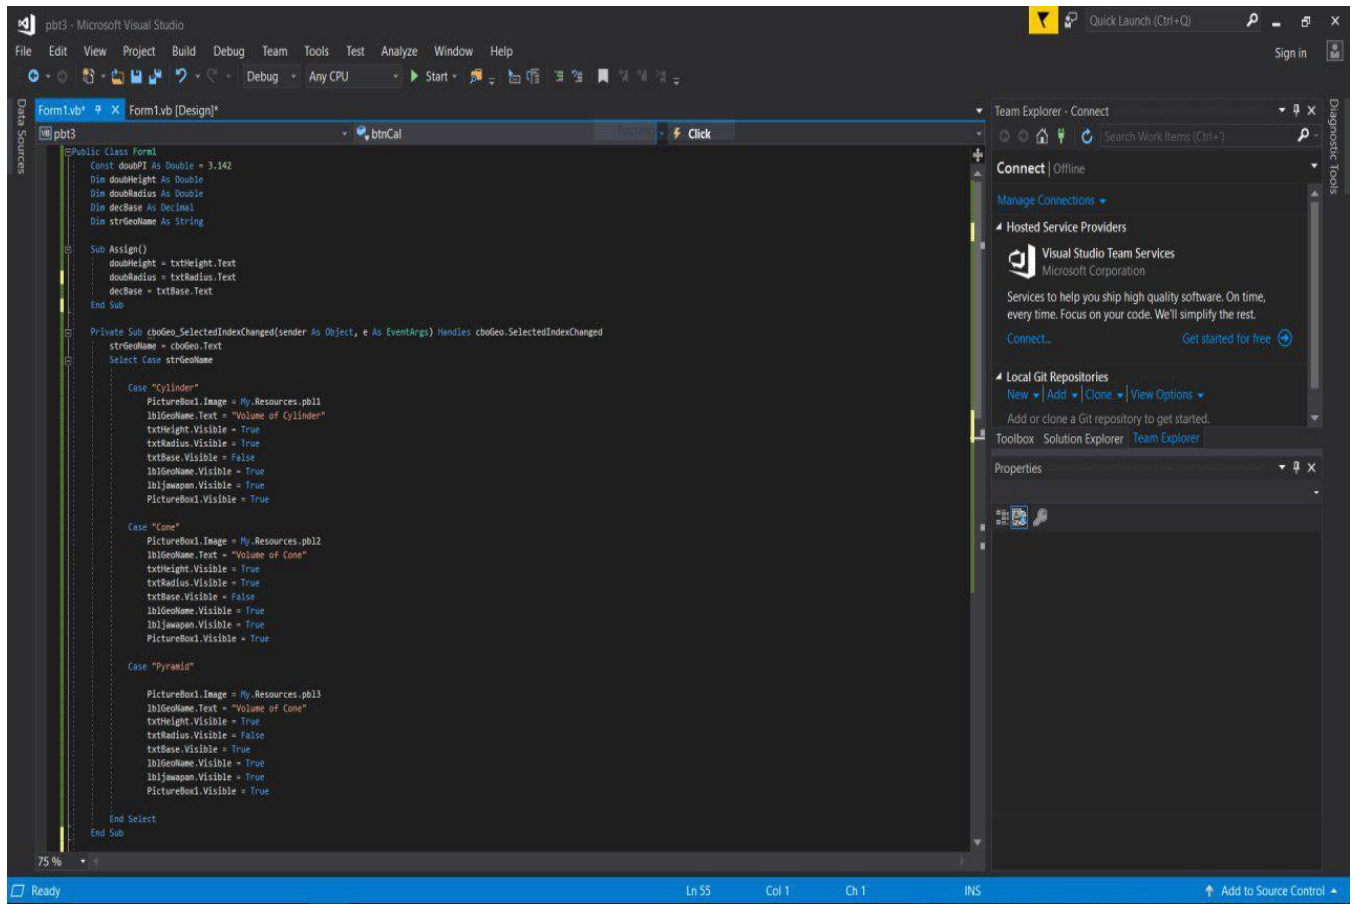 pbt3 - Microsoft Visual Studio
Quick Launch (Ctrl+Q)
File Edit View Project Build Debug Team Tools Test Analyze Window Help
Sign in
Debug Any CPU Start
Data Sources
Form1.vb* Form1.vb [Design]*
VB pbt3
btnCal
Click
Public Class Form1
Const doubPI As Double = 3.142
Dim doubHeight As Double
Dim doubRadius As Double
Dim decBase As Decimal
Dim strGeoName As String
Sub Assign()
doubHeight = txtHeight.Text
doubRadius = txtRadius.Text
decBase = txtBase.Text
End Sub
Private Sub cboGeo_SelectedIndexChanged(sender As Object, e As EventArgs) Handles cboGeo.SelectedIndexChanged
strGeoName = cboGeo.Text
Select Case strGeoName
Case "Cylinder"
PictureBox1.Image = My.Resources.pbl1
lblGeoName.Text = "Volume of Cylinder"
txtHeight.Visible = True
txtRadius.Visible = True
txtBase.Visible = False
lblGeoName.Visible = True
lbljawapan.Visible = True
PictureBox1.Visible = True
Case "Cone"
PictureBox1.Image = My.Resources.pbl2
lblGeoName.Text = "Volume of Cone"
txtHeight.Visible = True
txtRadius.Visible = True
txtBase.Visible = False
lblGeoName.Visible = True
lbljawapan.Visible = True
PictureBox1.Visible = True
Case "Pyramid"
PictureBox1.Image = My.Resources.pbl3
lblGeoName.Text = "Volume of Cone"
txtHeight.Visible = True
txtRadius.Visible = False
txtBase.Visible = True
lblGeoName.Visible = True
lbljawapan.Visible = True
PictureBox1.Visible = True
End Select
End Sub
75 %
Team Explorer - Connect
Search Work Items (Ctrl+')
Connect | Offline
Manage Connections
Hosted Service Providers
Visual Studio Team Services
Microsoft Corporation
Services to help you ship high quality software. On time,
every time. Focus on your code. We'll simplify the rest.
Connect... Get started for free
Local Git Repositories
New | Add | Clone | View Options
Add or clone a Git repository to get started.
Toolbox Solution Explorer Team Explorer
Properties
Diagnostic Tools
Ready
Ln 55 Col 1 Ch 1 INS
Add to Source Control